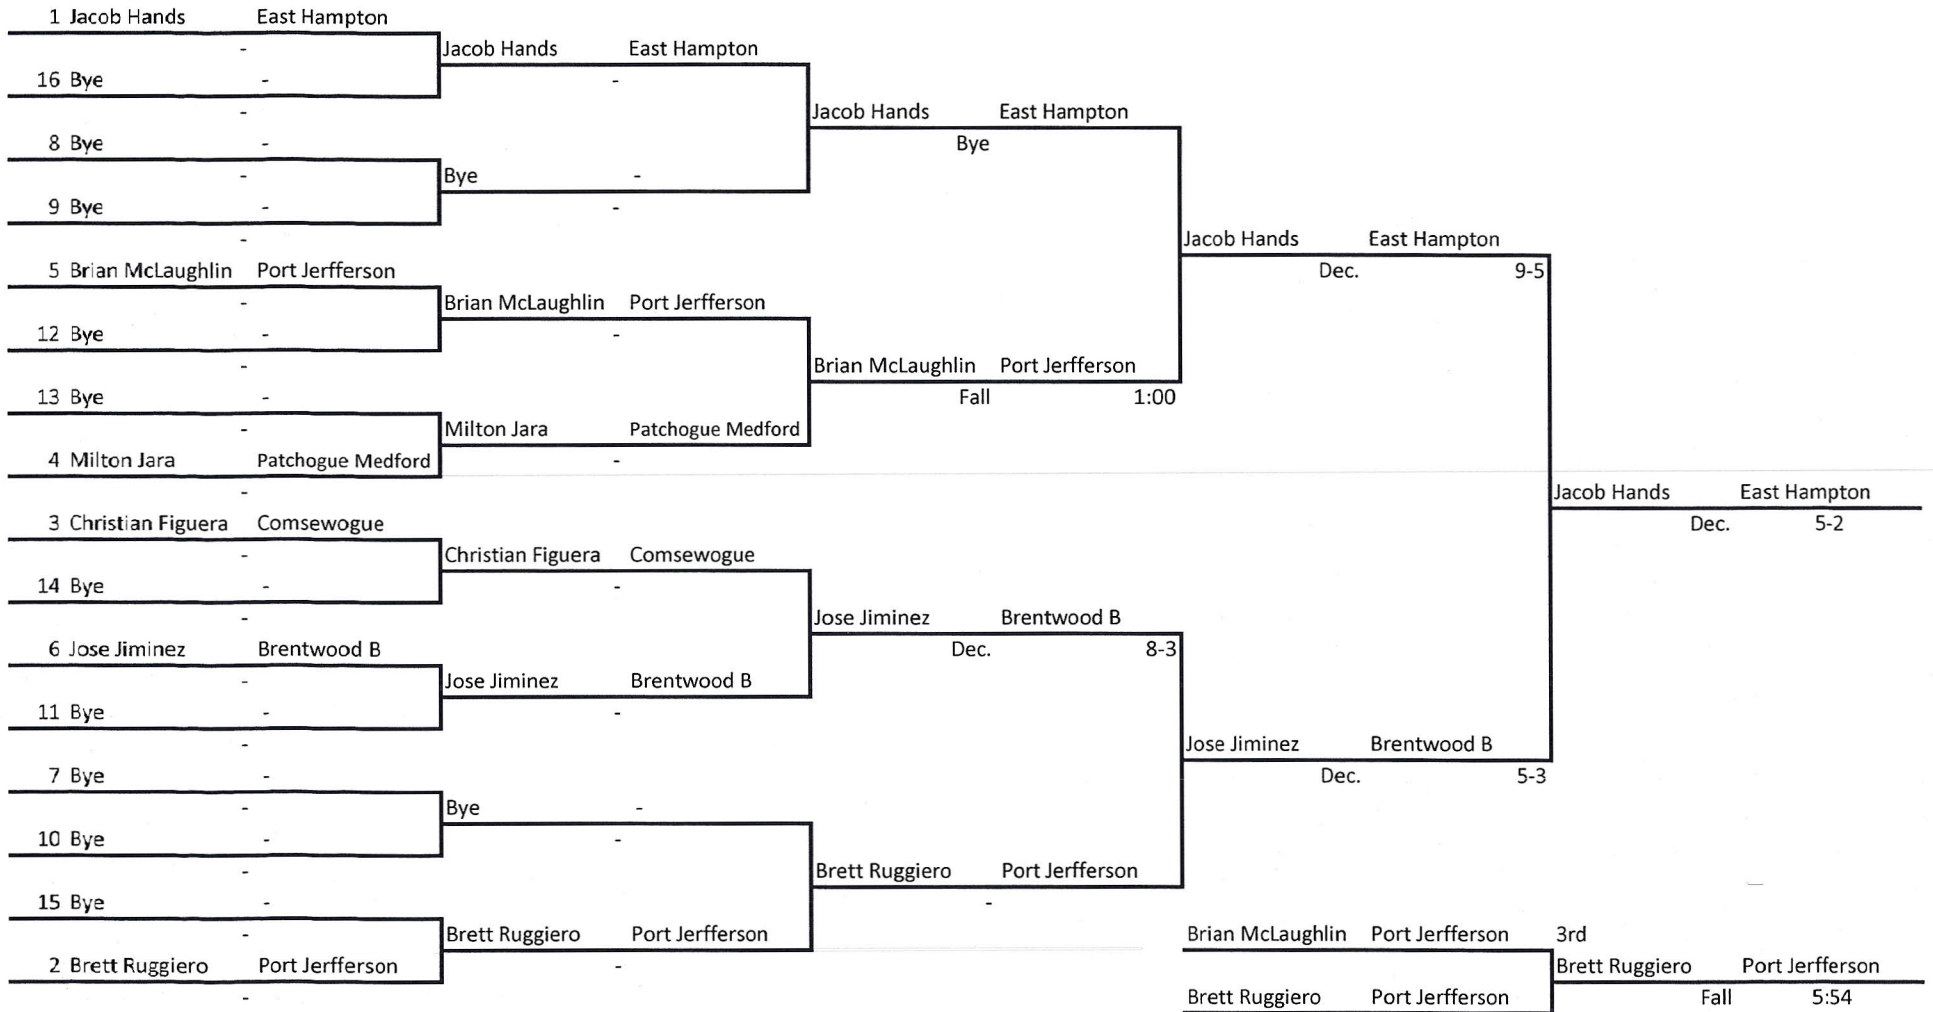 1 Jacob Hands East Hampton
-
Jacob Hands East Hampton
16 Bye -
-
-
Jacob Hands East Hampton
8 Bye -
Bye
-
Bye -
9 Bye -
-
-
Jacob Hands East Hampton
5 Brian McLaughlin Port Jerfferson
Dec. 9-5
-
Brian McLaughlin Port Jerfferson
12 Bye -
-
-
Brian McLaughlin Port Jerfferson
13 Bye -
Fall 1:00
-
Milton Jara Patchogue Medford
4 Milton Jara Patchogue Medford
-
-
Jacob Hands East Hampton
3 Christian Figuera Comsewogue
Dec. 5-2
-
Christian Figuera Comsewogue
14 Bye -
-
-
Jose Jiminez Brentwood B
6 Jose Jiminez Brentwood B
Dec. 8-3
-
Jose Jiminez Brentwood B
11 Bye -
-
-
Jose Jiminez Brentwood B
7 Bye -
Dec. 5-3
-
Bye -
10 Bye -
-
-
Brett Ruggiero Port Jerfferson
15 Bye -
-
-
Brett Ruggiero Port Jerfferson
Brian McLaughlin Port Jerfferson 3rd
2 Brett Ruggiero Port Jerfferson
-
Brett Ruggiero Port Jerfferson
-
Brett Ruggiero Port Jerfferson
Fall 5:54